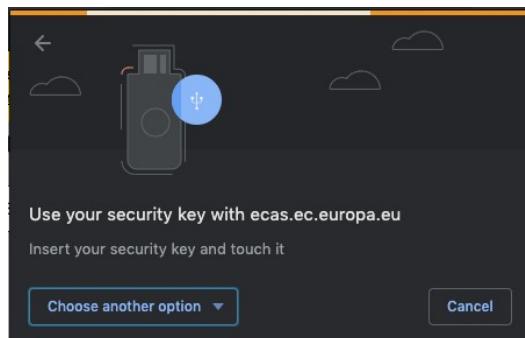 Use your security key with ecas.ec.europa.eu
Insert your security key and touch it
Choose another option
Cancel